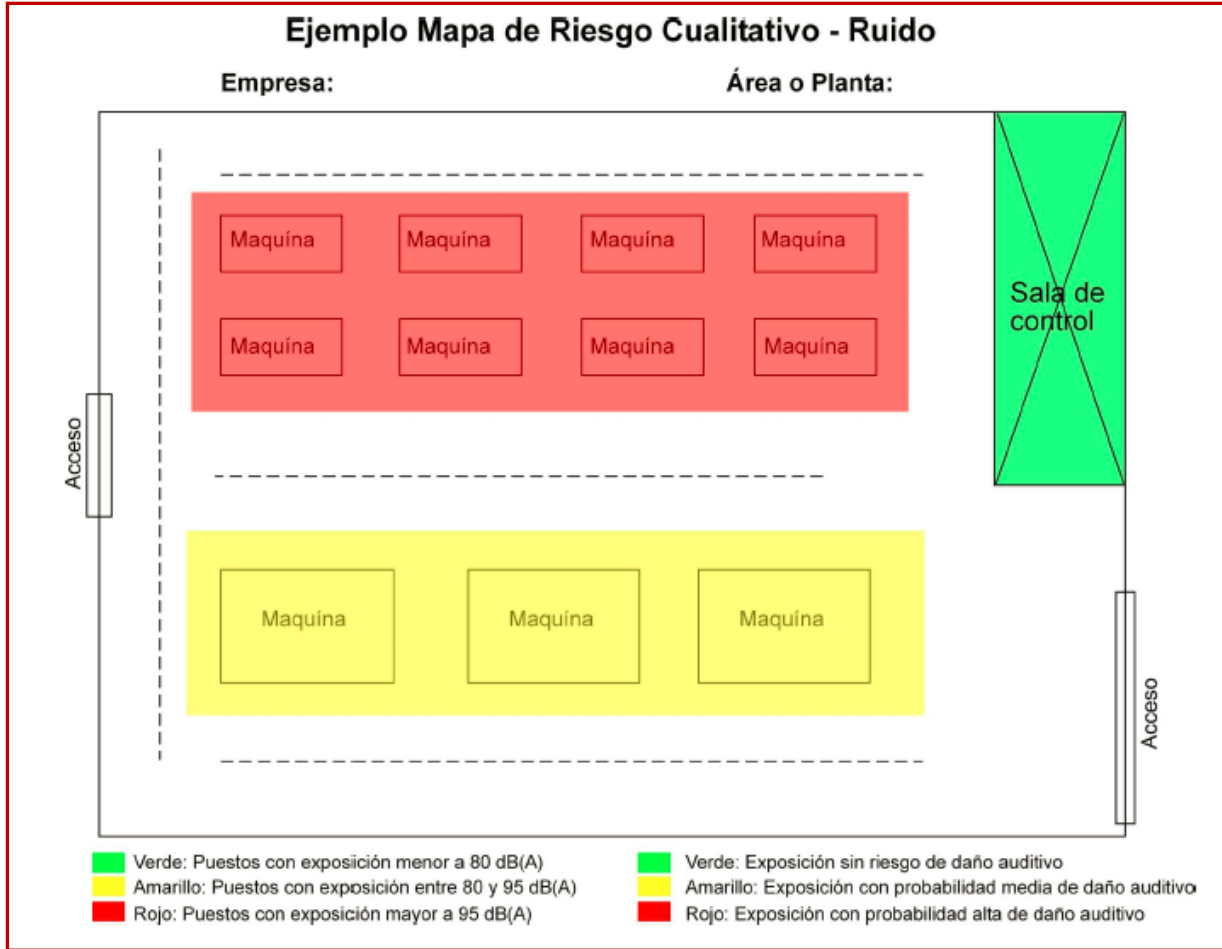 Ejemplo Mapa de Riesgo Cualitativo - Ruido
Empresa:
Área o Planta:
Maquína
Maquína
Maquína
Maquína
Maquína
Maquína
Maquína
Maquína
Sala de
control
Acceso
Maquína
Maquína
Maquína
Acceso
Verde: Puestos con exposición menor a 80 dB(A)
Amarillo: Puestos con exposición entre 80 y 95 dB(A)
Rojo: Puestos con exposición mayor a 95 dB(A)
Verde: Exposición sin riesgo de daño auditivo
Amarillo: Exposición con probabilidad media de daño auditivo
Rojo: Exposición con probabilidad alta de daño auditivo